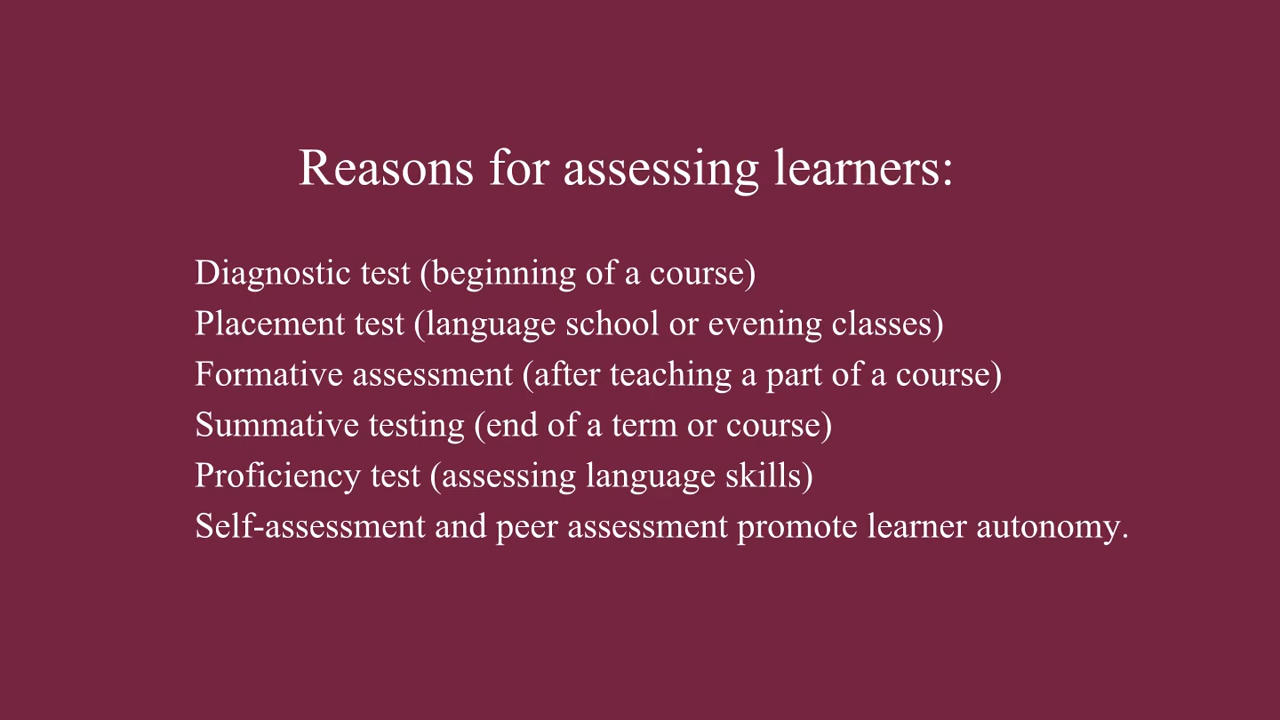 Reasons for assessing learners:
Diagnostic test (beginning of a course)
Placement test (language school or evening classes)
Formative assessment (after teaching a part of a course)
Summative testing (end of a term or course)
Proficiency test (assessing language skills)
Self-assessment and peer assessment promote learner autonomy.